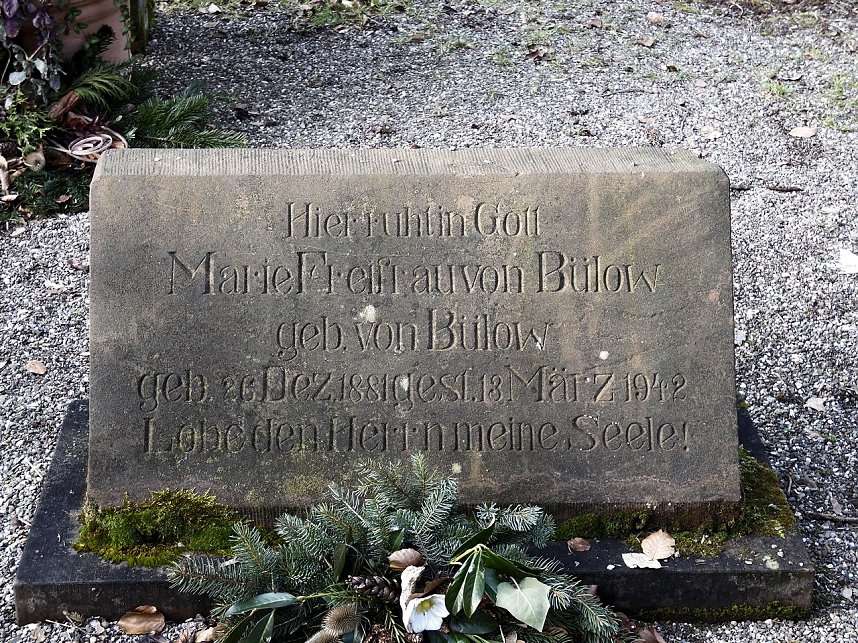 Hier ruht in Gott
Marie Freifrau von Bülow
geb. von Bülow
geb. 26 Dez. 1881 gest. 13 März 1942
Lobe den Herrn meine Seele!